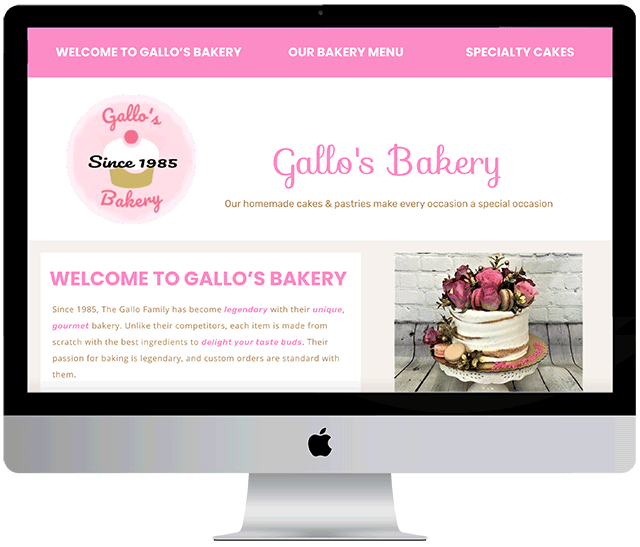 WELCOME TO GALLO'S BAKERY
OUR BAKERY MENU
SPECIALTY CAKES
Gallo's
Since 1985
Bakery
Gallo's Bakery
Our homemade cakes & pastries make every occasion a special occasion
WELCOME TO GALLO'S BAKERY
Since 1985, The Gallo Family has become legendary with their unique,
gourmet bakery. Unlike their competitors, each item is made from
scratch with the best ingredients to delight your taste buds. Their
passion for baking is legendary, and custom orders are standard with
them.